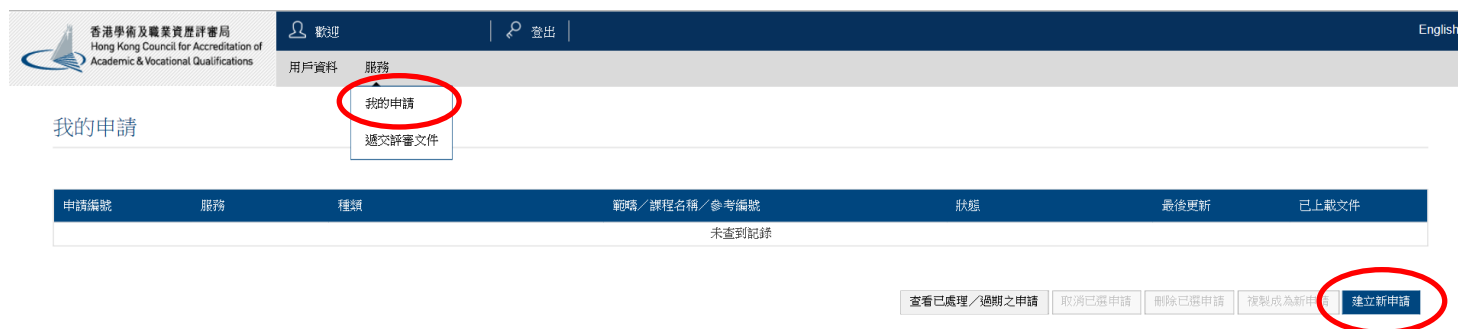 香港學術及職業資歷評審局
Hong Kong Council for Accreditation of
Academic & Vocational Qualifications
歡迎
登出
English
用戶資料 服務
我的申請
遞交評審文件
我的申請
申請編號 服務 種類 範疇／課程名稱／參考編號 狀態 最後更新 已上載文件
未查到記錄
查看已處理／過期之申請 取消已選申請 刪除已選申請 複製成為新申請 建立新申請